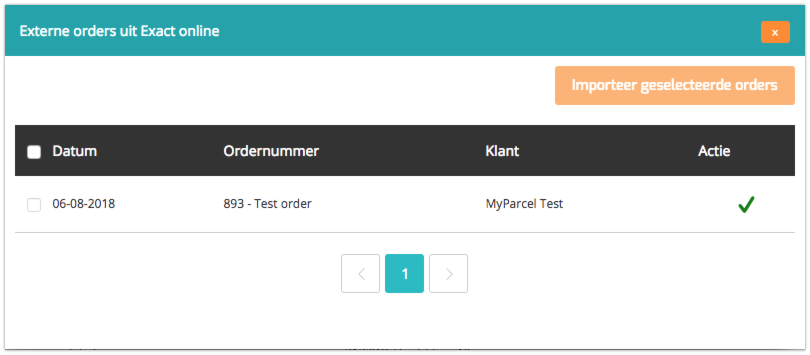 Externe orders uit Exact online
x
Importeer geselecteerde orders
Datum Ordernummer Klant Actie
06-08-2018 893 - Test order MyParcel Test
1